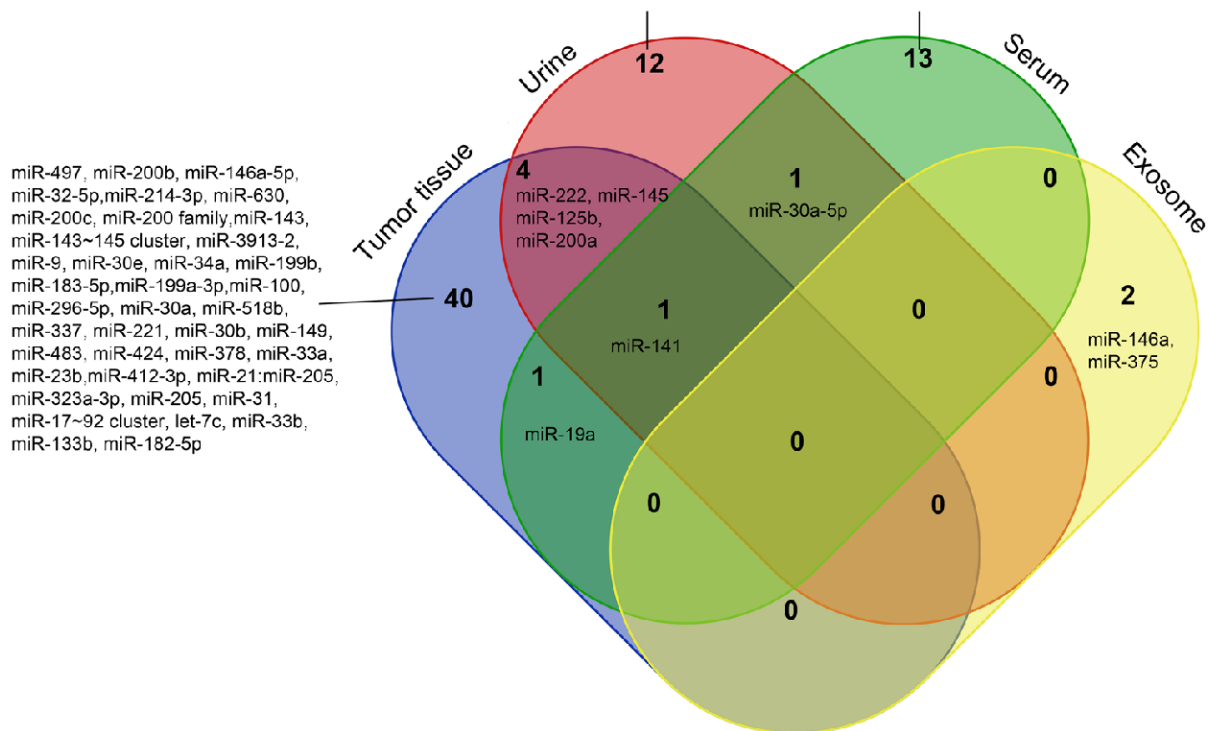 12
13
Urine
Serum
Tumor tissue
Exosome
miR-497, miR-200b, miR-146a-5p,
miR-32-5p,miR-214-3p, miR-630,
miR-200c, miR-200 family,miR-143,
miR-143~145 cluster, miR-3913-2,
miR-9, miR-30e, miR-34a, miR-199b,
miR-183-5p,miR-199a-3p,miR-100,
miR-296-5p, miR-30a, miR-518b,
miR-337, miR-221, miR-30b, miR-149,
miR-483, miR-424, miR-378, miR-33a,
miR-23b,miR-412-3p, miR-21:miR-205,
miR-323a-3p, miR-205, miR-31,
miR-17~92 cluster, let-7c, miR-33b,
miR-133b, miR-182-5p
4
miR-222, miR-145
miR-125b,
miR-200a
1
miR-30a-5p
0
40
1
miR-141
0
2
miR-146a,
miR-375
1
miR-19a
0
0
0
0
0